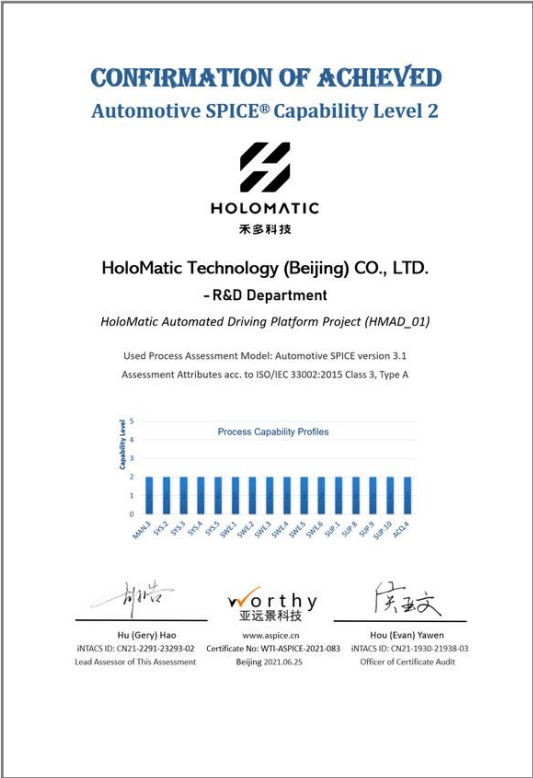 CONFIRMATION OF ACHIEVED
Automotive SPICE® Capability Level 2
HOLOMATIC
禾多科技
HoloMatic Technology (Beijing) CO., LTD.
- R&D Department
HoloMatic Automated Driving Platform Project (HMAD_01)
Used Process Assessment Model: Automotive SPICE version 3.1
Assessment Attributes acc. to ISO/IEC 33002:2015 Class 3, Type A
Process Capability Profiles
Capability Level
5
4
3
2
1
0
MAN.3 SYS.2 SYS.3 SYS.4 SYS.5 SWE.1 SWE.2 SWE.3 SWE.4 SWE.5 SWE.6 SUP.1 SUP.8 SUP.9 SUP.10 ACQ.4
胡浩
worthy
亚远景科技
侯亚文
Hu (Gery) Hao
www.aspice.cn
Hou (Evan) Yawen
iNTACS ID: CN21-2291-23293-02
Certificate No: WTI-ASPICE-2021-083
iNTACS ID: CN21-1930-21938-03
Lead Assessor of This Assessment
Beijing 2021.06.25
Officer of Certificate Audit